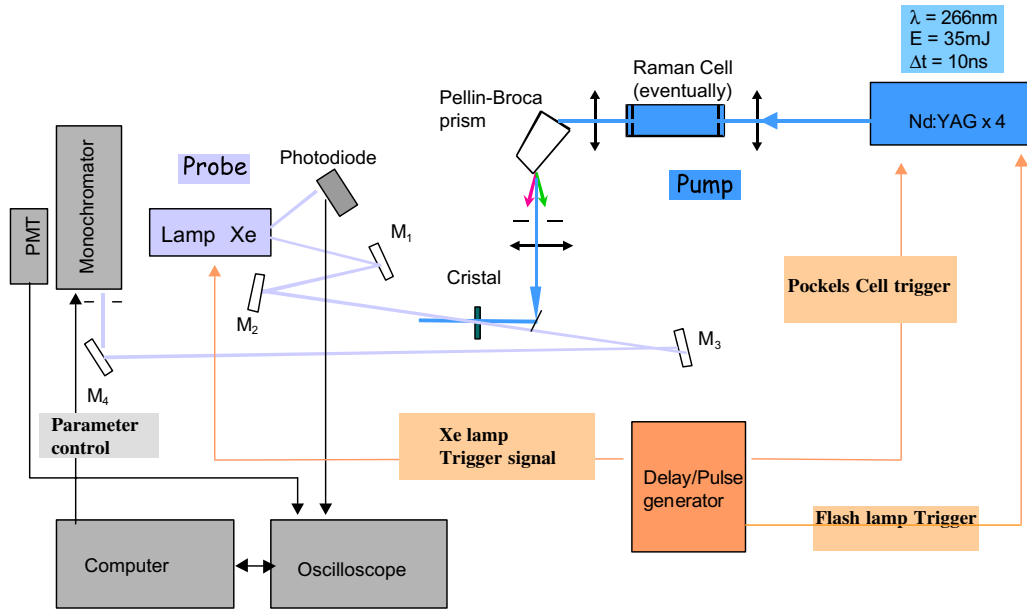 λ = 266nm
E = 35mJ
Δt = 10ns
Raman Cell
(eventually)
Pellin-Broca
prism
Nd:YAG x 4
Monochromator
Photodiode
Probe
Pump
PMT
Lamp Xe
M1
Cristal
Pockels Cell trigger
M2
M3
M4
Parameter
control
Xe lamp
Trigger signal
Delay/Pulse
generator
Flash lamp Trigger
Computer
Oscilloscope